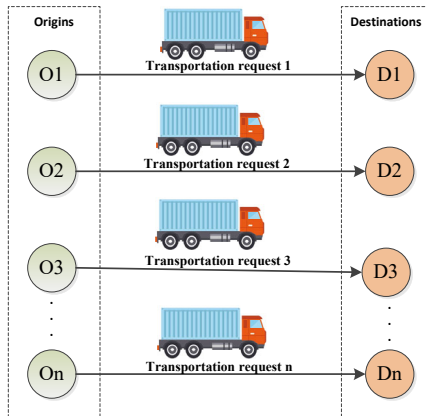 Origins
Destinations
O1
Transportation request 1
D1
O2
Transportation request 2
D2
O3
Transportation request 3
D3
On
Transportation request n
Dn